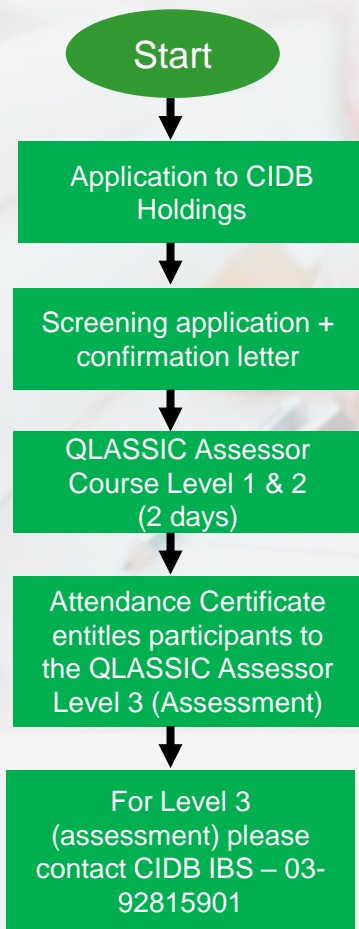 Start
Application to CIDB
Holdings
Screening application +
confirmation letter
QLASSIC Assessor
Course Level 1 & 2
(2 days)
Attendance Certificate
entitles participants to
the QLASSIC Assessor
Level 3 (Assessment)
For Level 3
(assessment) please
contact CIDB IBS – 03-
92815901